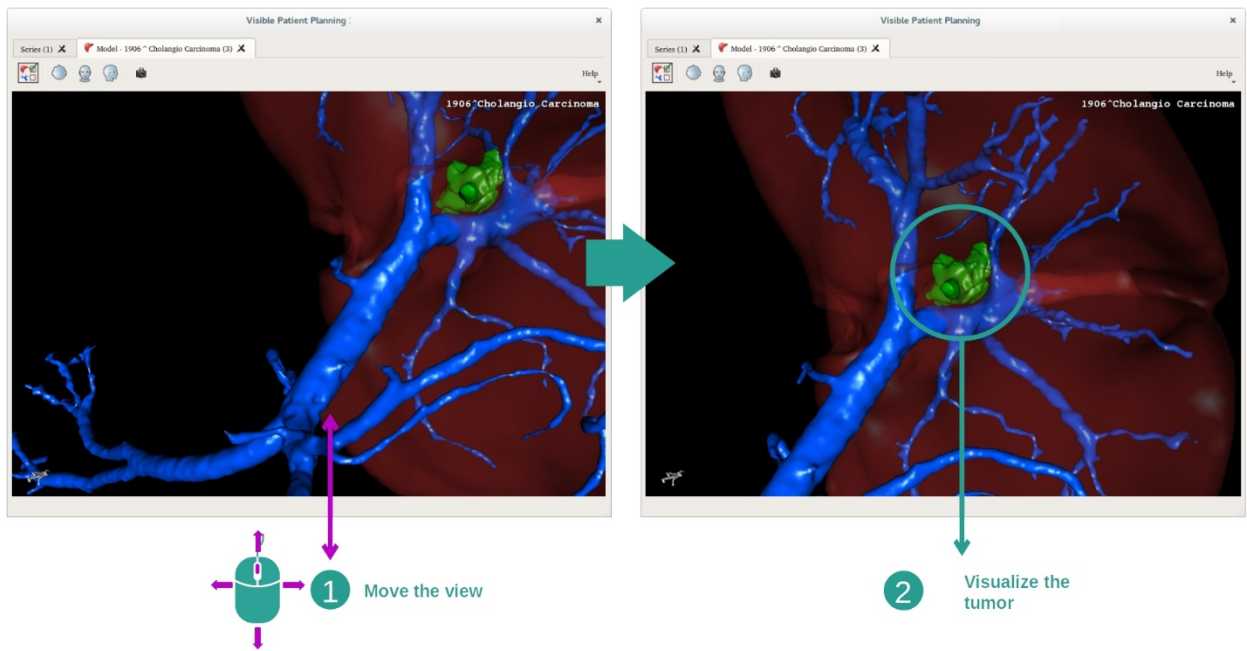 Visible Patient Planning
Series (1) Model - 1906 ^ Cholangio Carcinoma (3)
Help
1906^Cholangio Carcinoma
Visible Patient Planning
Series (1) Model - 1906 ^ Cholangio Carcinoma (3)
Help
1906^Cholangio Carcinoma
1 Move the view
2 Visualize the
tumor